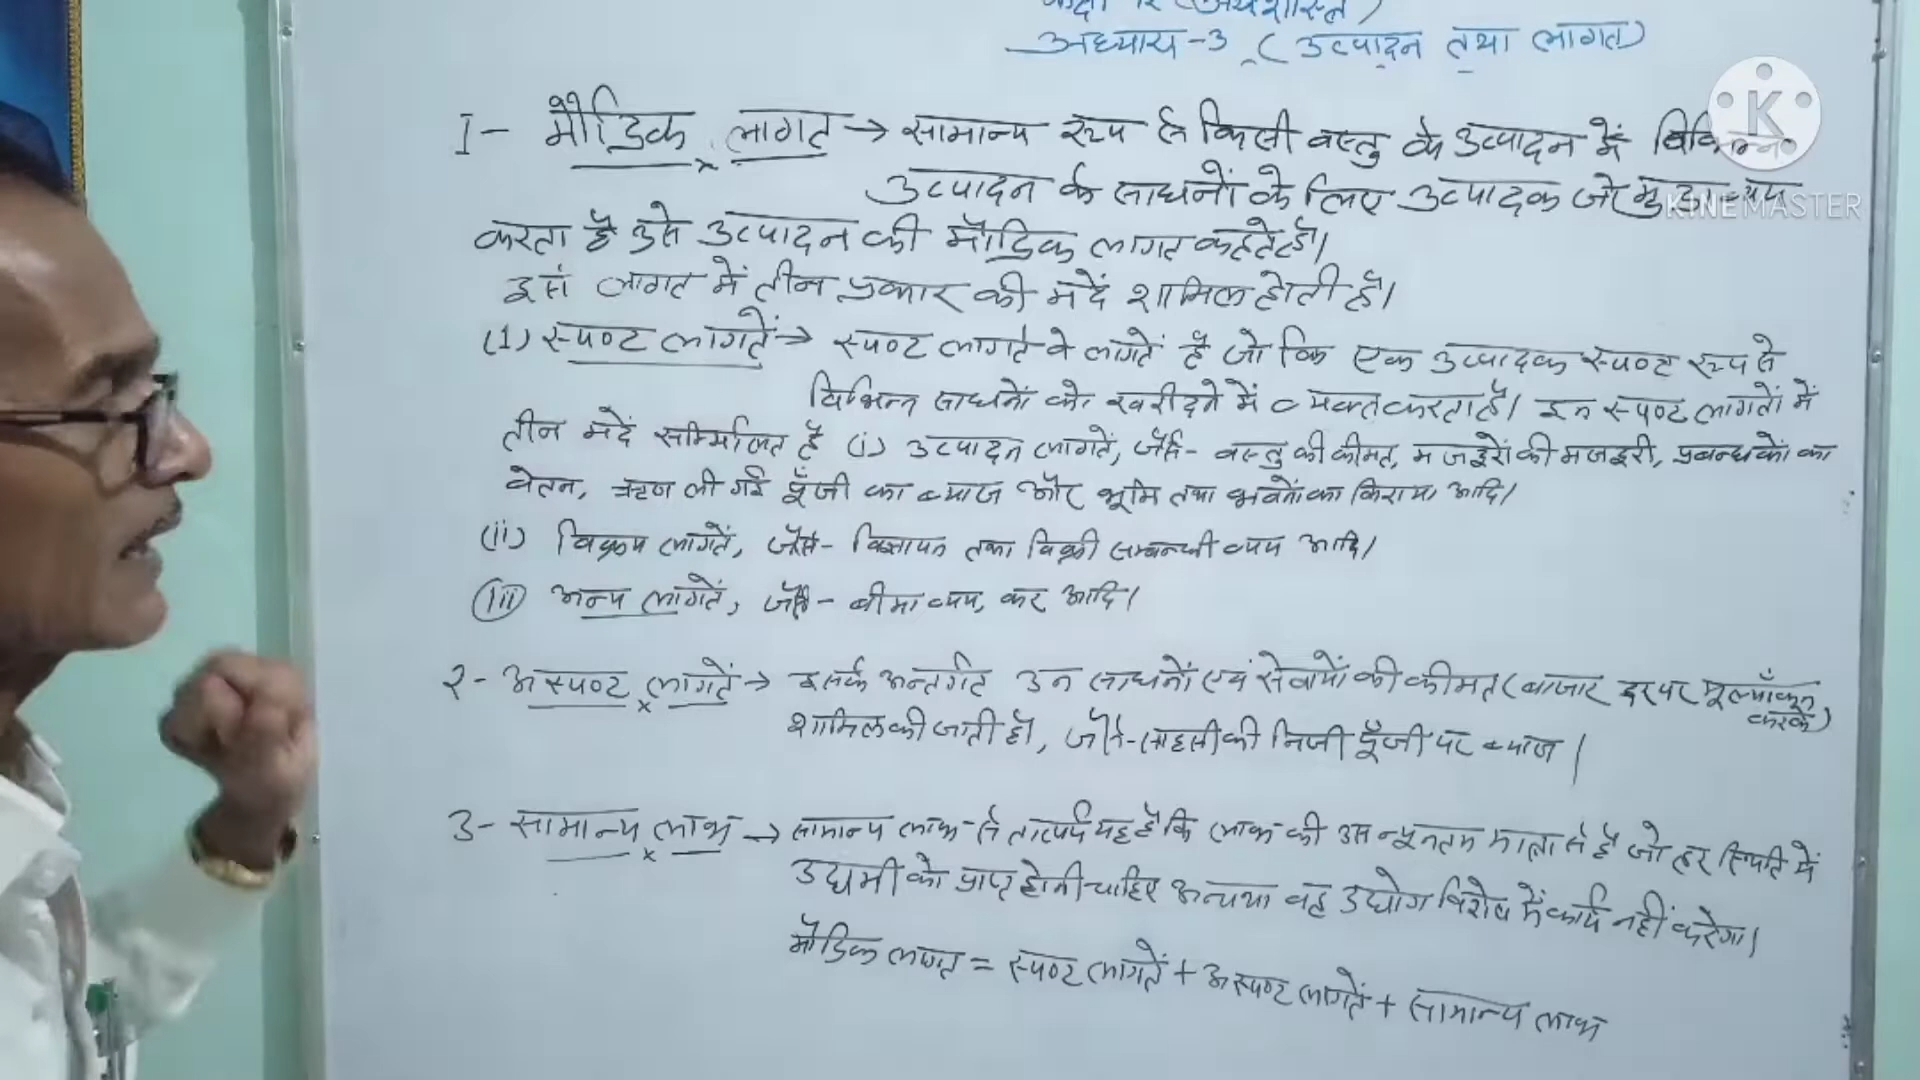 कक्षा 12 (अर्थशास्त्र)
अध्याय-3 (उत्पादन तथा लागत)
I- मौद्रिक लागत → सामान्य रूप से किसी वस्तु के उत्पादन में विभिन्न
उत्पादन के साधनों के लिए उत्पादक जो मुद्रा व्यय
KINEMASTER
करता है उसे उत्पादन की मौद्रिक लागत कहते हैं।
इस लागत में तीन प्रकार की मदें शामिल होती हैं।
(1) स्पष्ट लागतें → स्पष्ट लागतें वे लागतें हैं जो कि एक उत्पादक स्पष्ट रूप से
विभिन्न साधनों को खरीदने में व्यक्त करता है। इन स्पष्ट लागतों में
तीन मदें सम्मिलित है (i) उत्पादन लागतें, जैसे- वस्तु की कीमत, मजदूरों की मजदूरी, प्रबन्धकों का
वेतन, ऋण ली गई पूँजी का ब्याज और भूमि तथा भवनों का किराया आदि।
(ii) विक्रय लागतें, जैसे- विज्ञापन तथा विक्री सम्बन्धी व्यय आदि।
(iii) अन्य लागतें, जैसे- बीमा व्यय, कर आदि।
२- अस्पष्ट लागतें → इसके अन्तर्गत उन साधनों एवं सेवाओं की कीमत (बाजार दर पर मूल्याँकन
करके)
शामिल की जाती हैं, जैसे- साहसी की निजी पूँजी पर ब्याज।
3- सामान्य लाभ → सामान्य लाभ से तात्पर्य यह है कि लाभ की उस न्यूनतम मात्रा से है जो हर स्थिति में
उद्यमी को प्राप्त होनी चाहिए अन्यथा वह उद्योग विशेष में कार्य नहीं करेगा।
मौद्रिक लागत = स्पष्ट लागतें + अस्पष्ट लागतें + सामान्य लाभ